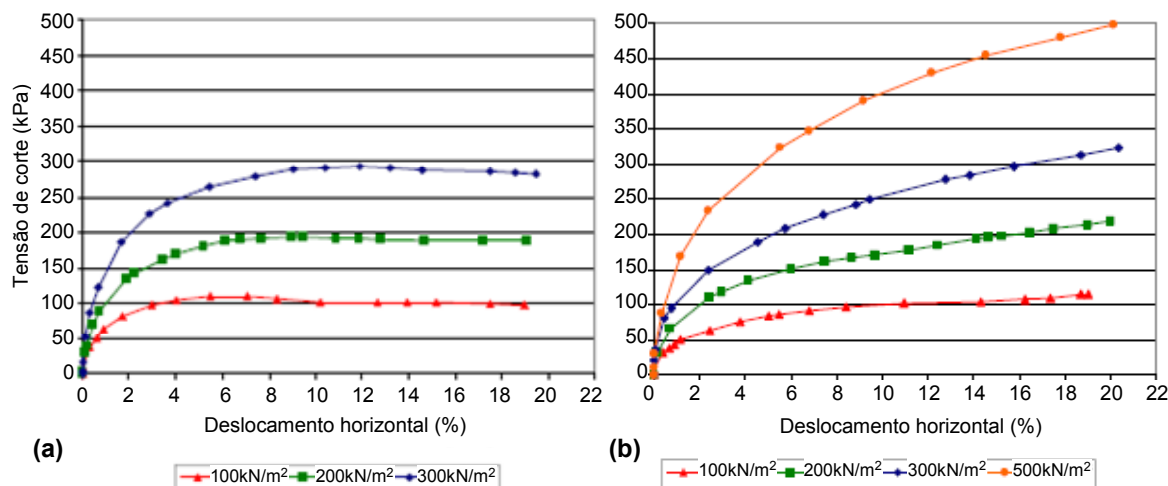 Tensão de corte (kPa)
500
450
400
350
300
250
200
150
100
50
0
0 2 4 6 8 10 12 14 16 18 20 22
Deslocamento horizontal (%)
(a)
100kN/m² 200kN/m² 300kN/m²
500
450
400
350
300
250
200
150
100
50
0
0 2 4 6 8 10 12 14 16 18 20 22
Deslocamento horizontal (%)
(b)
100kN/m² 200kN/m² 300kN/m² 500kN/m²